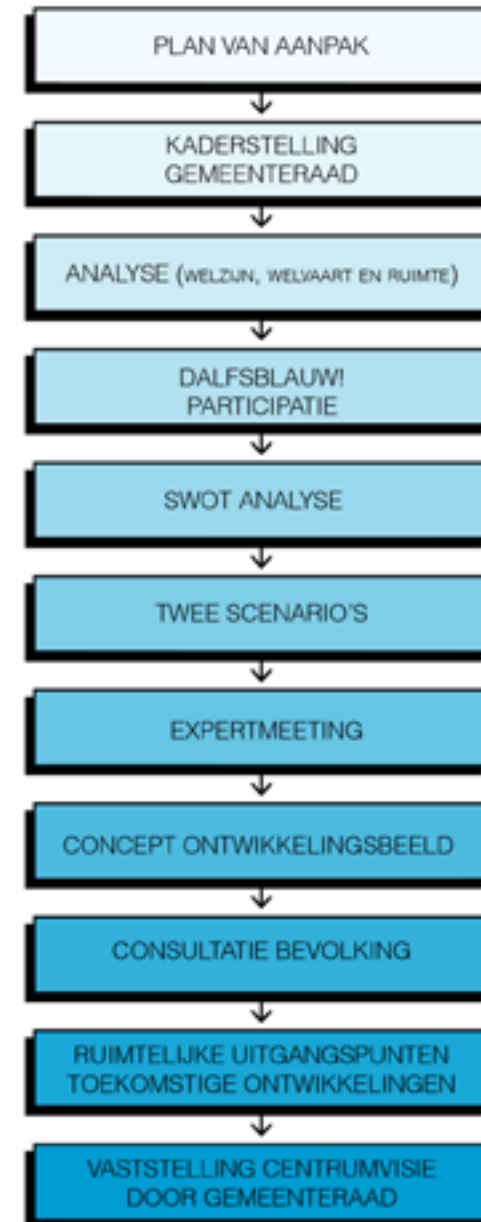 PLAN VAN AANPAK
KADERSTELLING
GEMEENTERAAD
ANALYSE (WELZIJN, WELVAART EN RUIMTE)
DALFSBLAUW!
PARTICIPATIE
SWOT ANALYSE
TWEE SCENARIO'S
EXPERTMEETING
CONCEPT ONTWIKKELINGSBEELD
CONSULTATIE BEVOLKING
RUIMTELIJKE UITGANGSPUNTEN
TOEKOMSTIGE ONTWIKKELINGEN
VASTSTELLING CENTRUMVISIE
DOOR GEMEENTERAAD